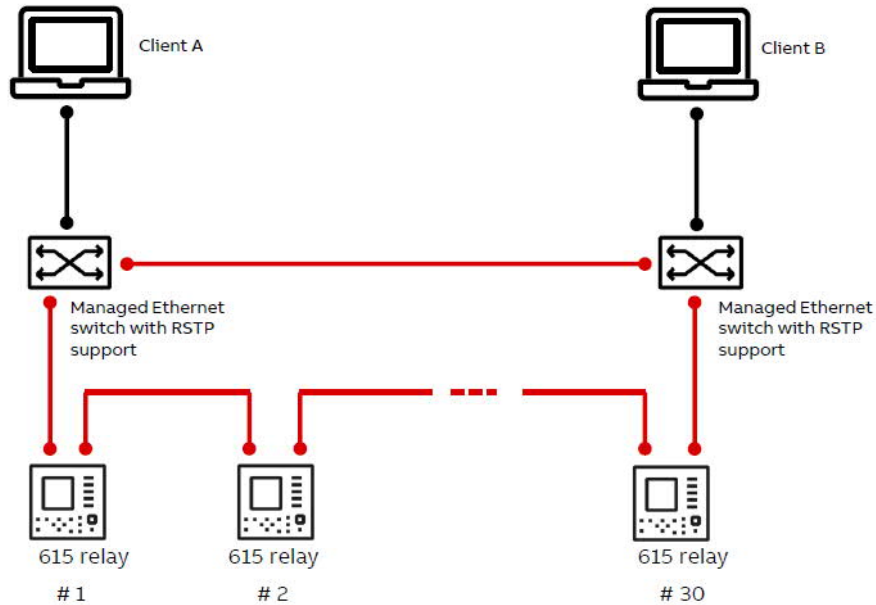 Client A
Client B
Managed Ethernet
switch with RSTP
support
Managed Ethernet
switch with RSTP
support
615 relay
# 1
615 relay
# 2
615 relay
# 30